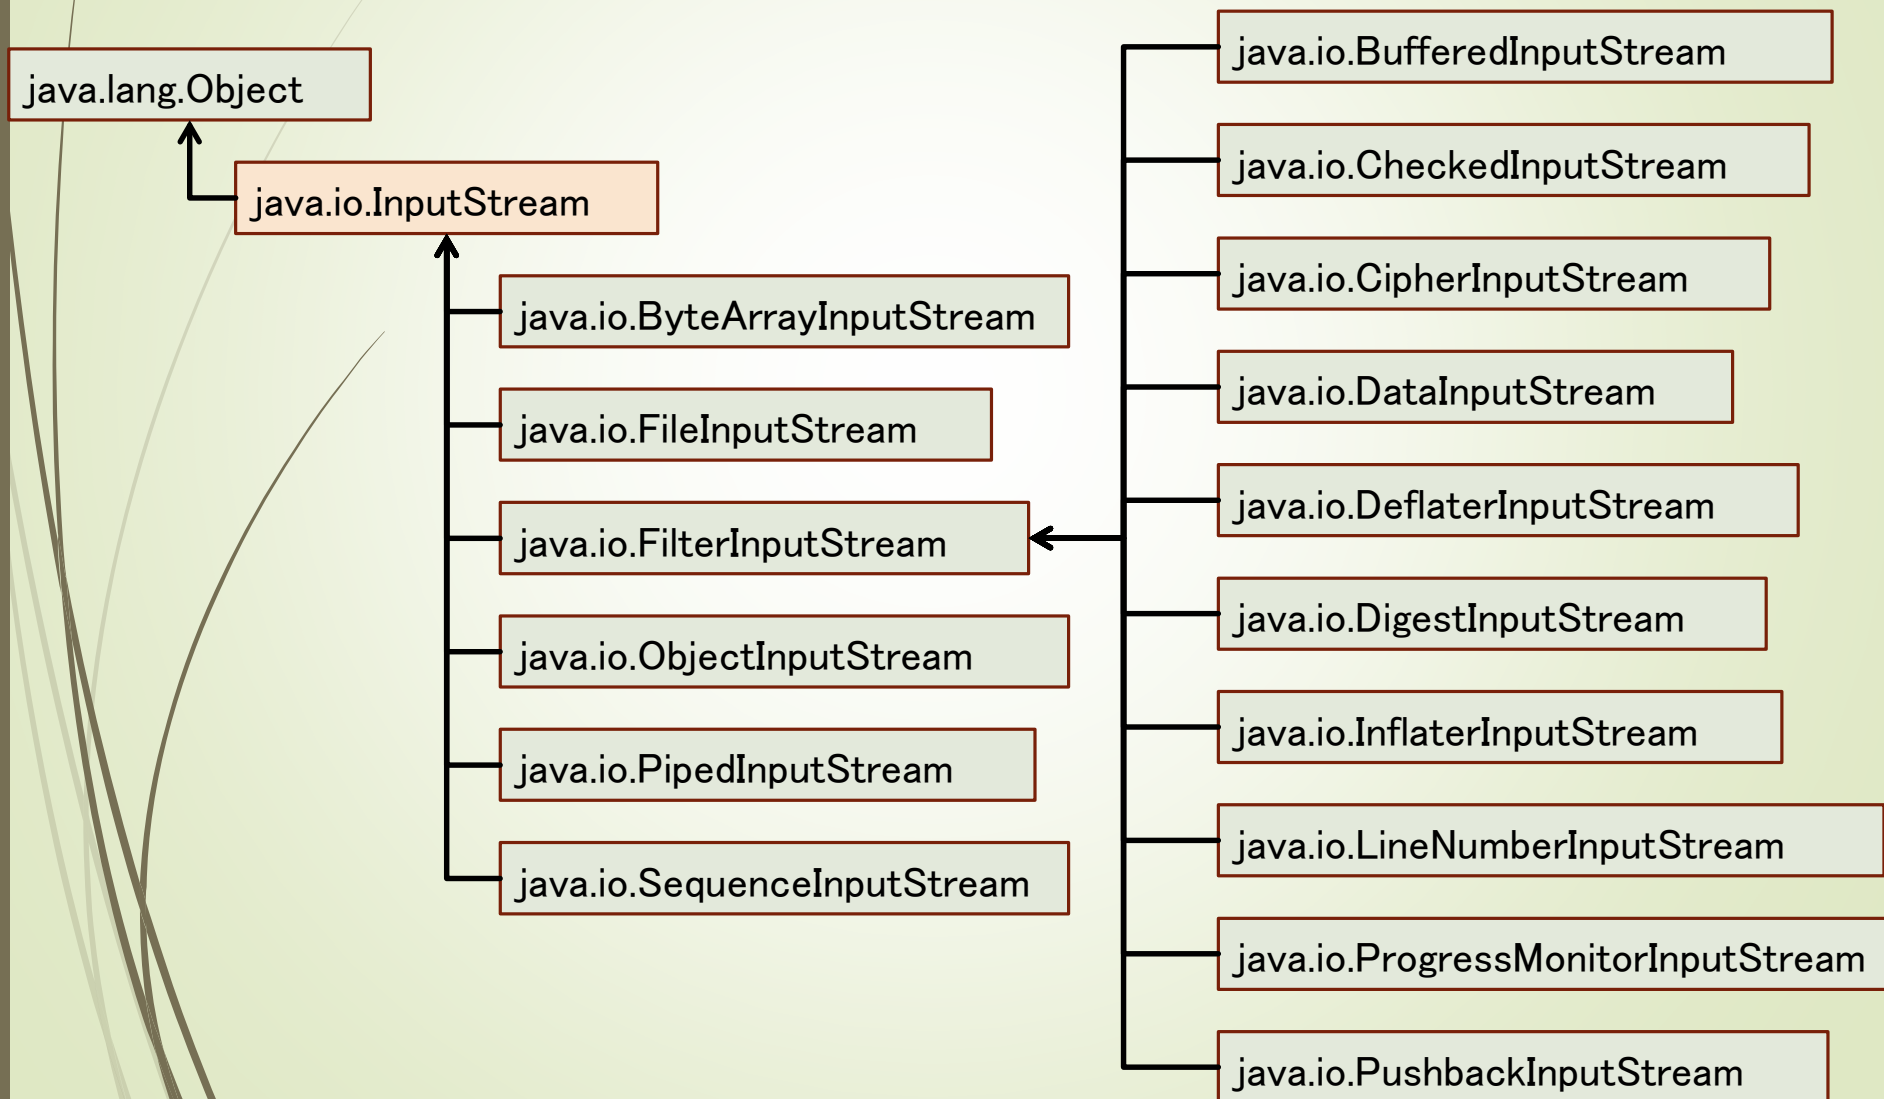 java.lang.Object
java.io.InputStream
java.io.ByteArrayInputStream
java.io.FileInputStream
java.io.FilterInputStream
java.io.ObjectInputStream
java.io.PipedInputStream
java.io.SequenceInputStream
java.io.BufferedInputStream
java.io.CheckedInputStream
java.io.CipherInputStream
java.io.DataInputStream
java.io.DeflaterInputStream
java.io.DigestInputStream
java.io.InflaterInputStream
java.io.LineNumberInputStream
java.io.ProgressMonitorInputStream
java.io.PushbackInputStream